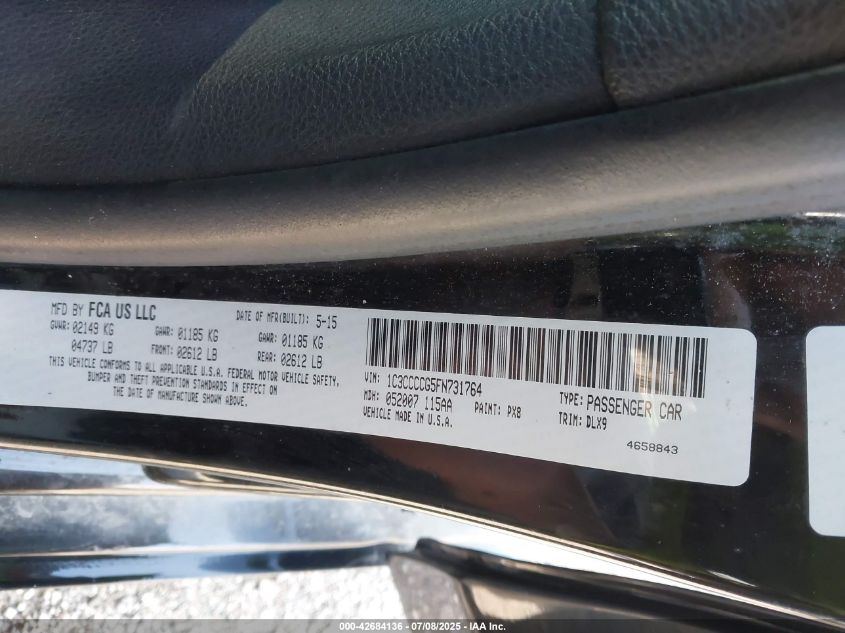 MFD BY FCA US LLC
DATE OF MFR(BUILT): 5-15
GVWR: 02149 KG
04737 LB
GAWR: 01185 KG
FRONT: 02612 LB
GAWR: 01185 KG
REAR: 02612 LB
THIS VEHICLE CONFORMS TO ALL APPLICABLE U.S.A. FEDERAL MOTOR VEHICLE SAFETY,
BUMPER AND THEFT PREVENTION STANDARDS IN EFFECT ON
THE DATE OF MANUFACTURE SHOWN ABOVE.
VIN: 1C3CCCCG5FN731764
TYPE: PASSENGER CAR
MDH: 052007 115AA
PAINT: PX8
TRIM: DLX9
VEHICLE MADE IN U.S.A.
4658843
000-42684136 - 07/08/2025 - © IAA Holdings, LLC